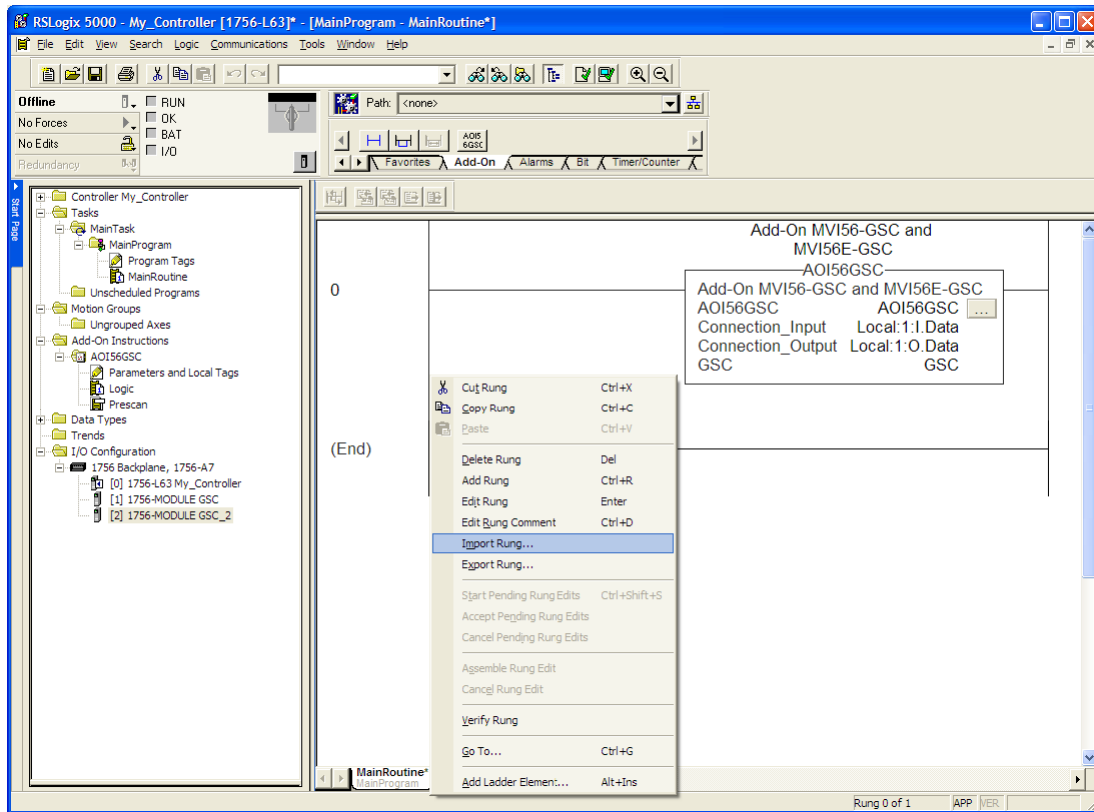 RSLogix 5000 - My_Controller [1756-L63]* - [MainProgram - MainRoutine*]
File Edit View Search Logic Communications Tools Window Help
Offline
RUN
No Forces
OK
No Edits
BAT
Redundancy
I/O
Path: <none>
AOI5
6GSC
Favorites Add-On Alarms Bit Timer/Counter
Start Page
Controller My_Controller
Tasks
MainTask
MainProgram
Program Tags
MainRoutine
Unscheduled Programs
Motion Groups
Ungrouped Axes
Add-On Instructions
AOI56GSC
Parameters and Local Tags
Logic
Prescan
Data Types
Trends
I/O Configuration
1756 Backplane, 1756-A7
[0] 1756-L63 My_Controller
[1] 1756-MODULE GSC
[2] 1756-MODULE GSC_2
0
(End)
Add-On MVI56-GSC and
MVI56E-GSC
AOI56GSC
Add-On MVI56-GSC and MVI56E-GSC
AOI56GSC AOI56GSC ...
Connection_Input Local:1:I.Data
Connection_Output Local:1:O.Data
GSC GSC
Cut Rung Ctrl+X
Copy Rung Ctrl+C
Paste Ctrl+V
Delete Rung Del
Add Rung Ctrl+R
Edit Rung Enter
Edit Rung Comment Ctrl+D
Import Rung...
Export Rung...
Start Pending Rung Edits Ctrl+Shift+S
Accept Pending Rung Edits
Cancel Pending Rung Edits
Assemble Rung Edit
Cancel Rung Edit
Verify Rung
Go To... Ctrl+G
Add Ladder Element... Alt+Ins
MainRoutine*
MainProgram
Rung 0 of 1 APP VER